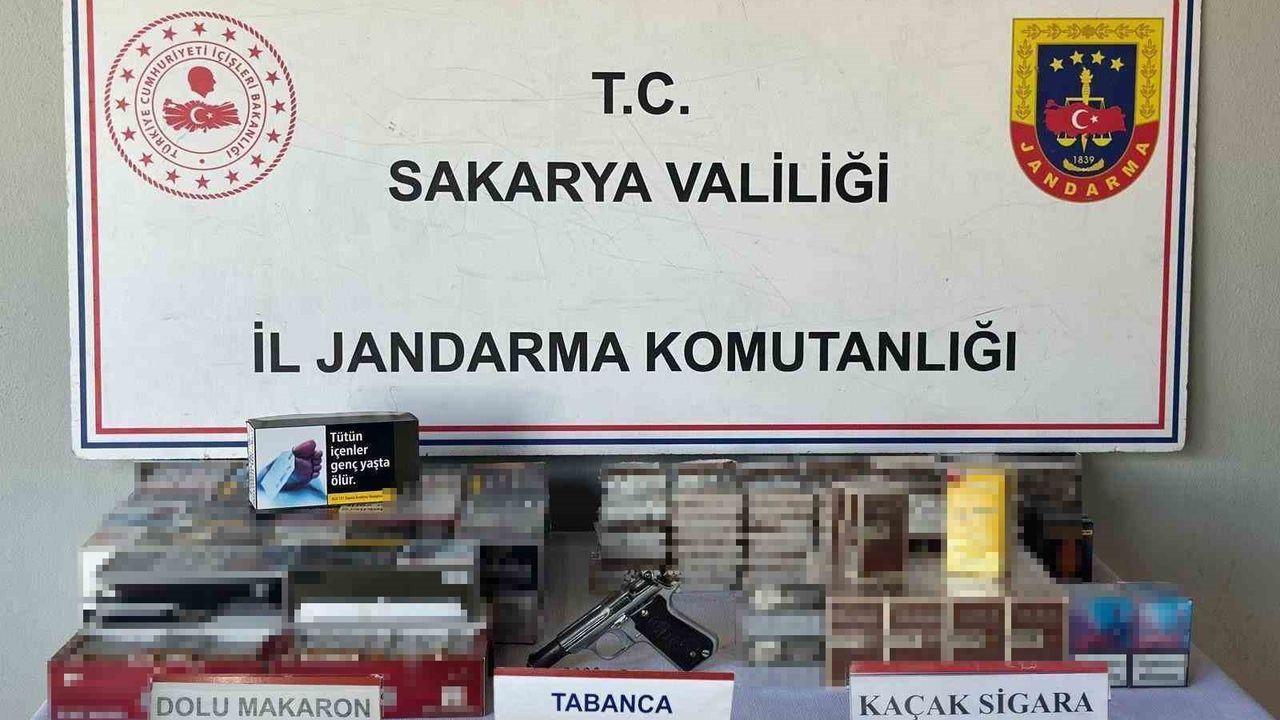 TÜRKİYE CUMHURİYETİ İÇİŞLERİ BAKANLIĞI
T.C.
SAKARYA VALİLİĞİ
İL JANDARMA KOMUTANLIĞI
1839
JANDARMA
Tütün
içenler
genç yaşta
ölür.
DOLU MAKARON
TABANCA
KAÇAK SİGARA